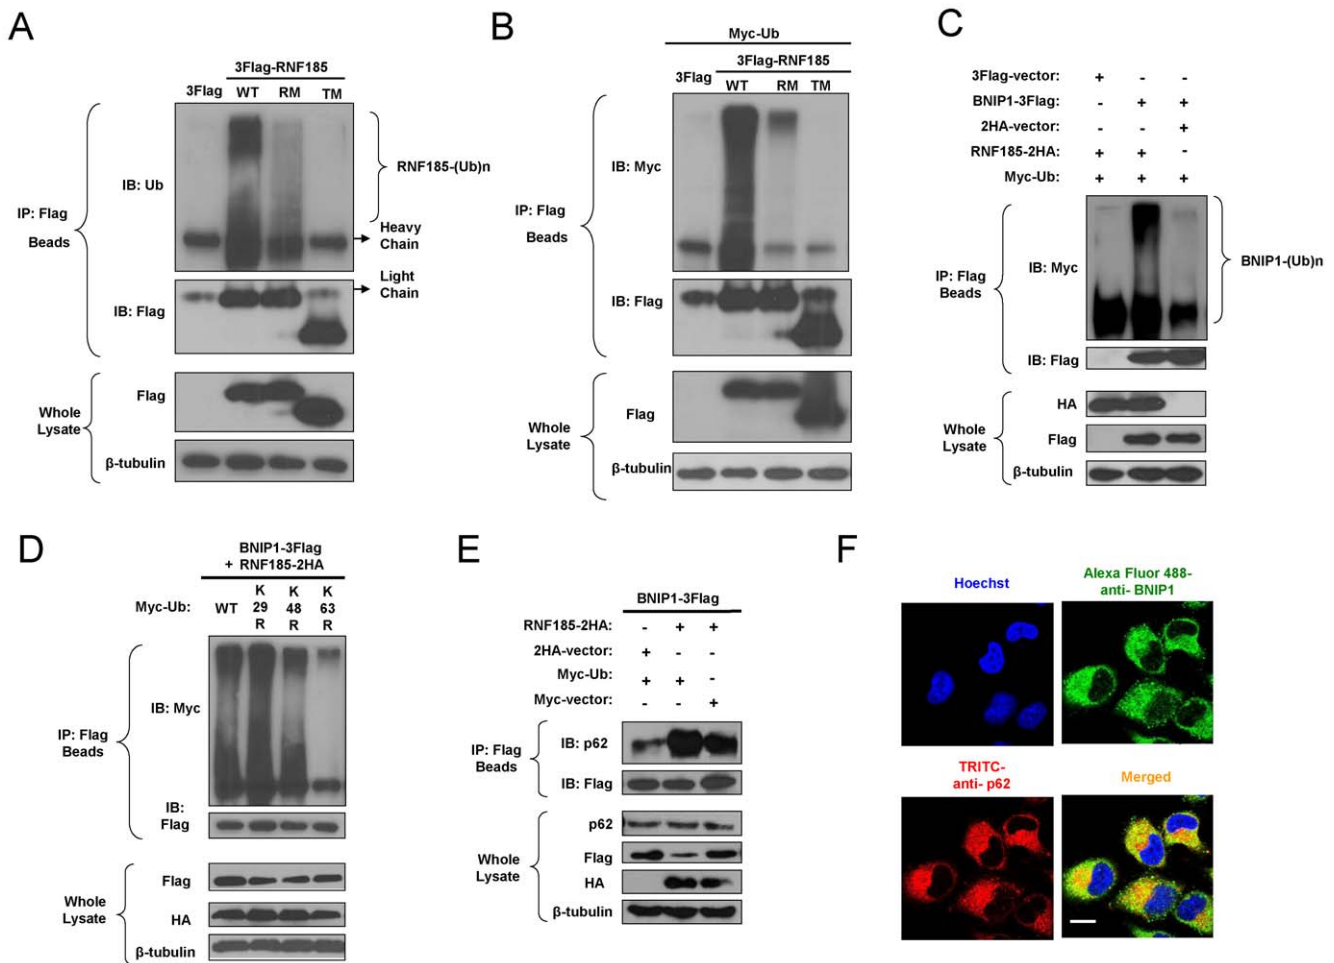 A
3Flag-RNF185
3Flag WT RM TM
IP: Flag
Beads
IB: Ub
RNF185-(Ub)n
Heavy
Chain
Light
Chain
IB: Flag
Whole
Lysate
Flag
β-tubulin
B
Myc-Ub
3Flag-RNF185
3Flag WT RM TM
IP: Flag
Beads
IB: Myc
IB: Flag
Whole
Lysate
Flag
β-tubulin
C
3Flag-vector: + - -
BNIP1-3Flag: - + +
2HA-vector: - - +
RNF185-2HA: + + -
Myc-Ub: + + +
IP: Flag
Beads
IB: Myc
BNIP1-(Ub)n
IB: Flag
Whole
Lysate
HA
Flag
β-tubulin
D
BNIP1-3Flag
+ RNF185-2HA
K K K
Myc-Ub: WT 29 48 63
R R R
IP: Flag
Beads
IB: Myc
IB:
Flag
Whole
Lysate
Flag
HA
β-tubulin
E
BNIP1-3Flag
RNF185-2HA: - + +
2HA-vector: + - -
Myc-Ub: + + -
Myc-vector: - - +
IP: Flag
Beads
IB: p62
IB: Flag
Whole
Lysate
p62
Flag
HA
β-tubulin
F
Hoechst
Alexa Fluor 488-
anti- BNIP1
TRITC-
anti- p62
Merged